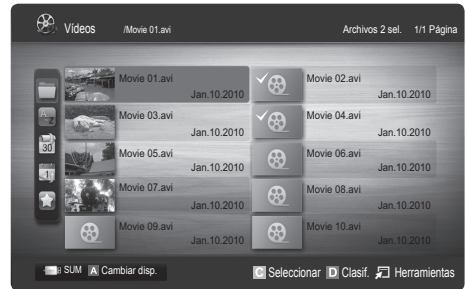 Vídeos /Movie 01.avi Archivos 2 sel. 1/1 Página
Movie 01.avi Movie 02.avi
Jan.10.2010 Jan.10.2010
A
Movie 03.avi Movie 04.avi
Jan.10.2010 Jan.10.2010
30
Movie 05.avi Movie 06.avi
Jan.10.2010 Jan.10.2010
1
Movie 07.avi Movie 08.avi
Jan.10.2010 Jan.10.2010
Movie 09.avi Movie 10.avi
Jan.10.2010 Jan.10.2010
SUM A Cambiar disp. C Seleccionar D Clasif. Herramientas